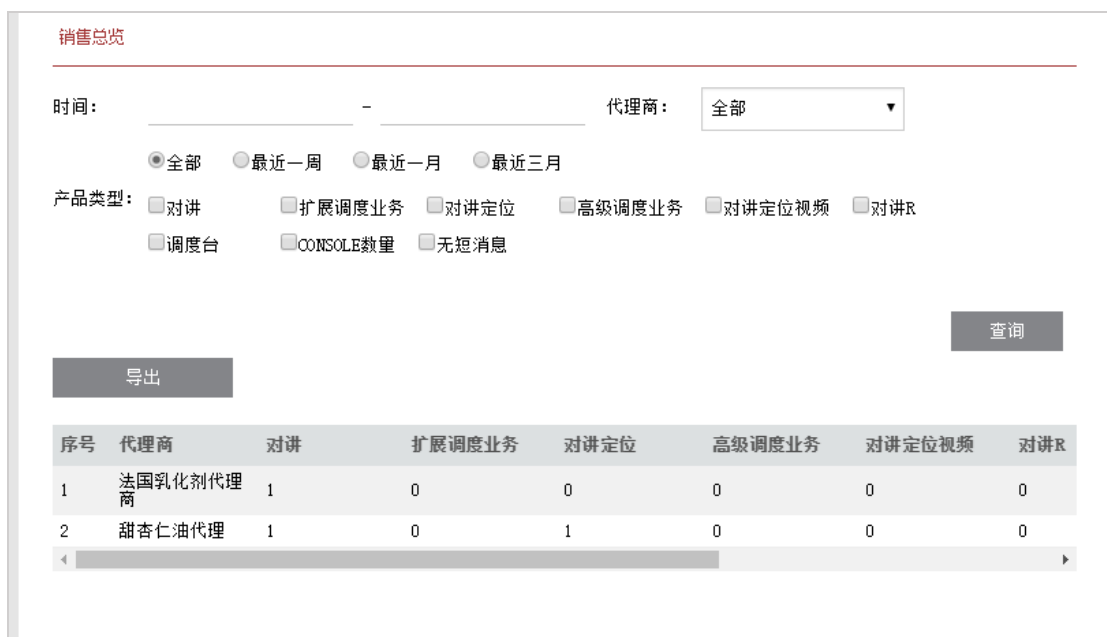 销售总览
时间： - 代理商： 全部
全部 最近一周 最近一月 最近三月
产品类型： 对讲 扩展调度业务 对讲定位 高级调度业务 对讲定位视频 对讲R
调度台 CONSOLE数量 无短消息
查询
导出
序号 代理商 对讲 扩展调度业务 对讲定位 高级调度业务 对讲定位视频 对讲R
1 法国乳化剂代理商 1 0 0 0 0 0
2 甜杏仁油代理 1 0 1 0 0 0